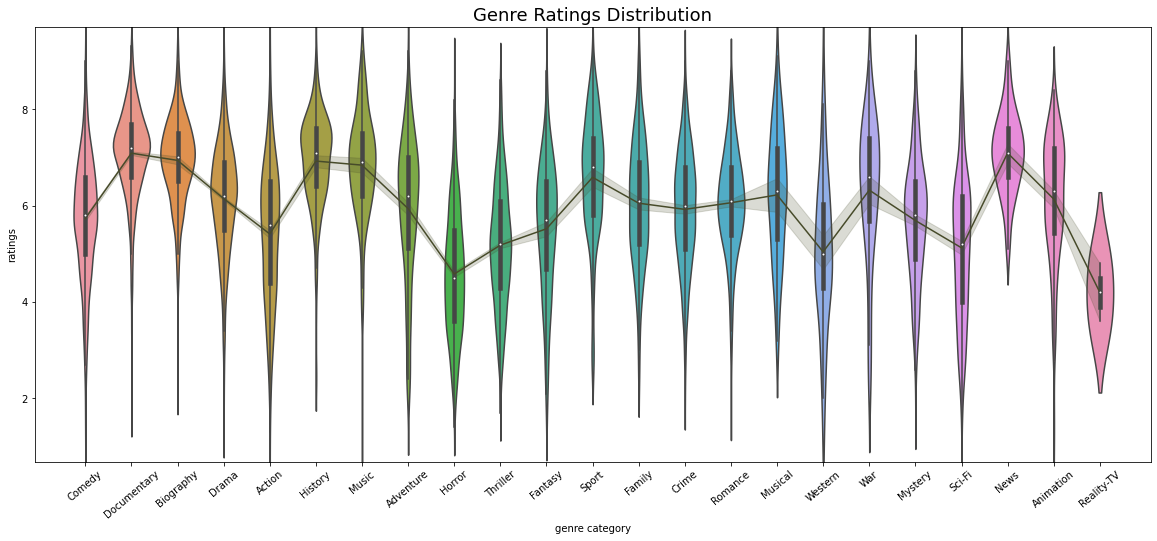 Genre Ratings Distribution
ratings
8
6
4
2
Comedy
Documentary
Biography
Drama
Action
History
Music
Adventure
Horror
Thriller
Fantasy
Sport
Family
Crime
Romance
Musical
Western
War
Mystery
Sci-Fi
News
Animation
Reality-TV
genre category